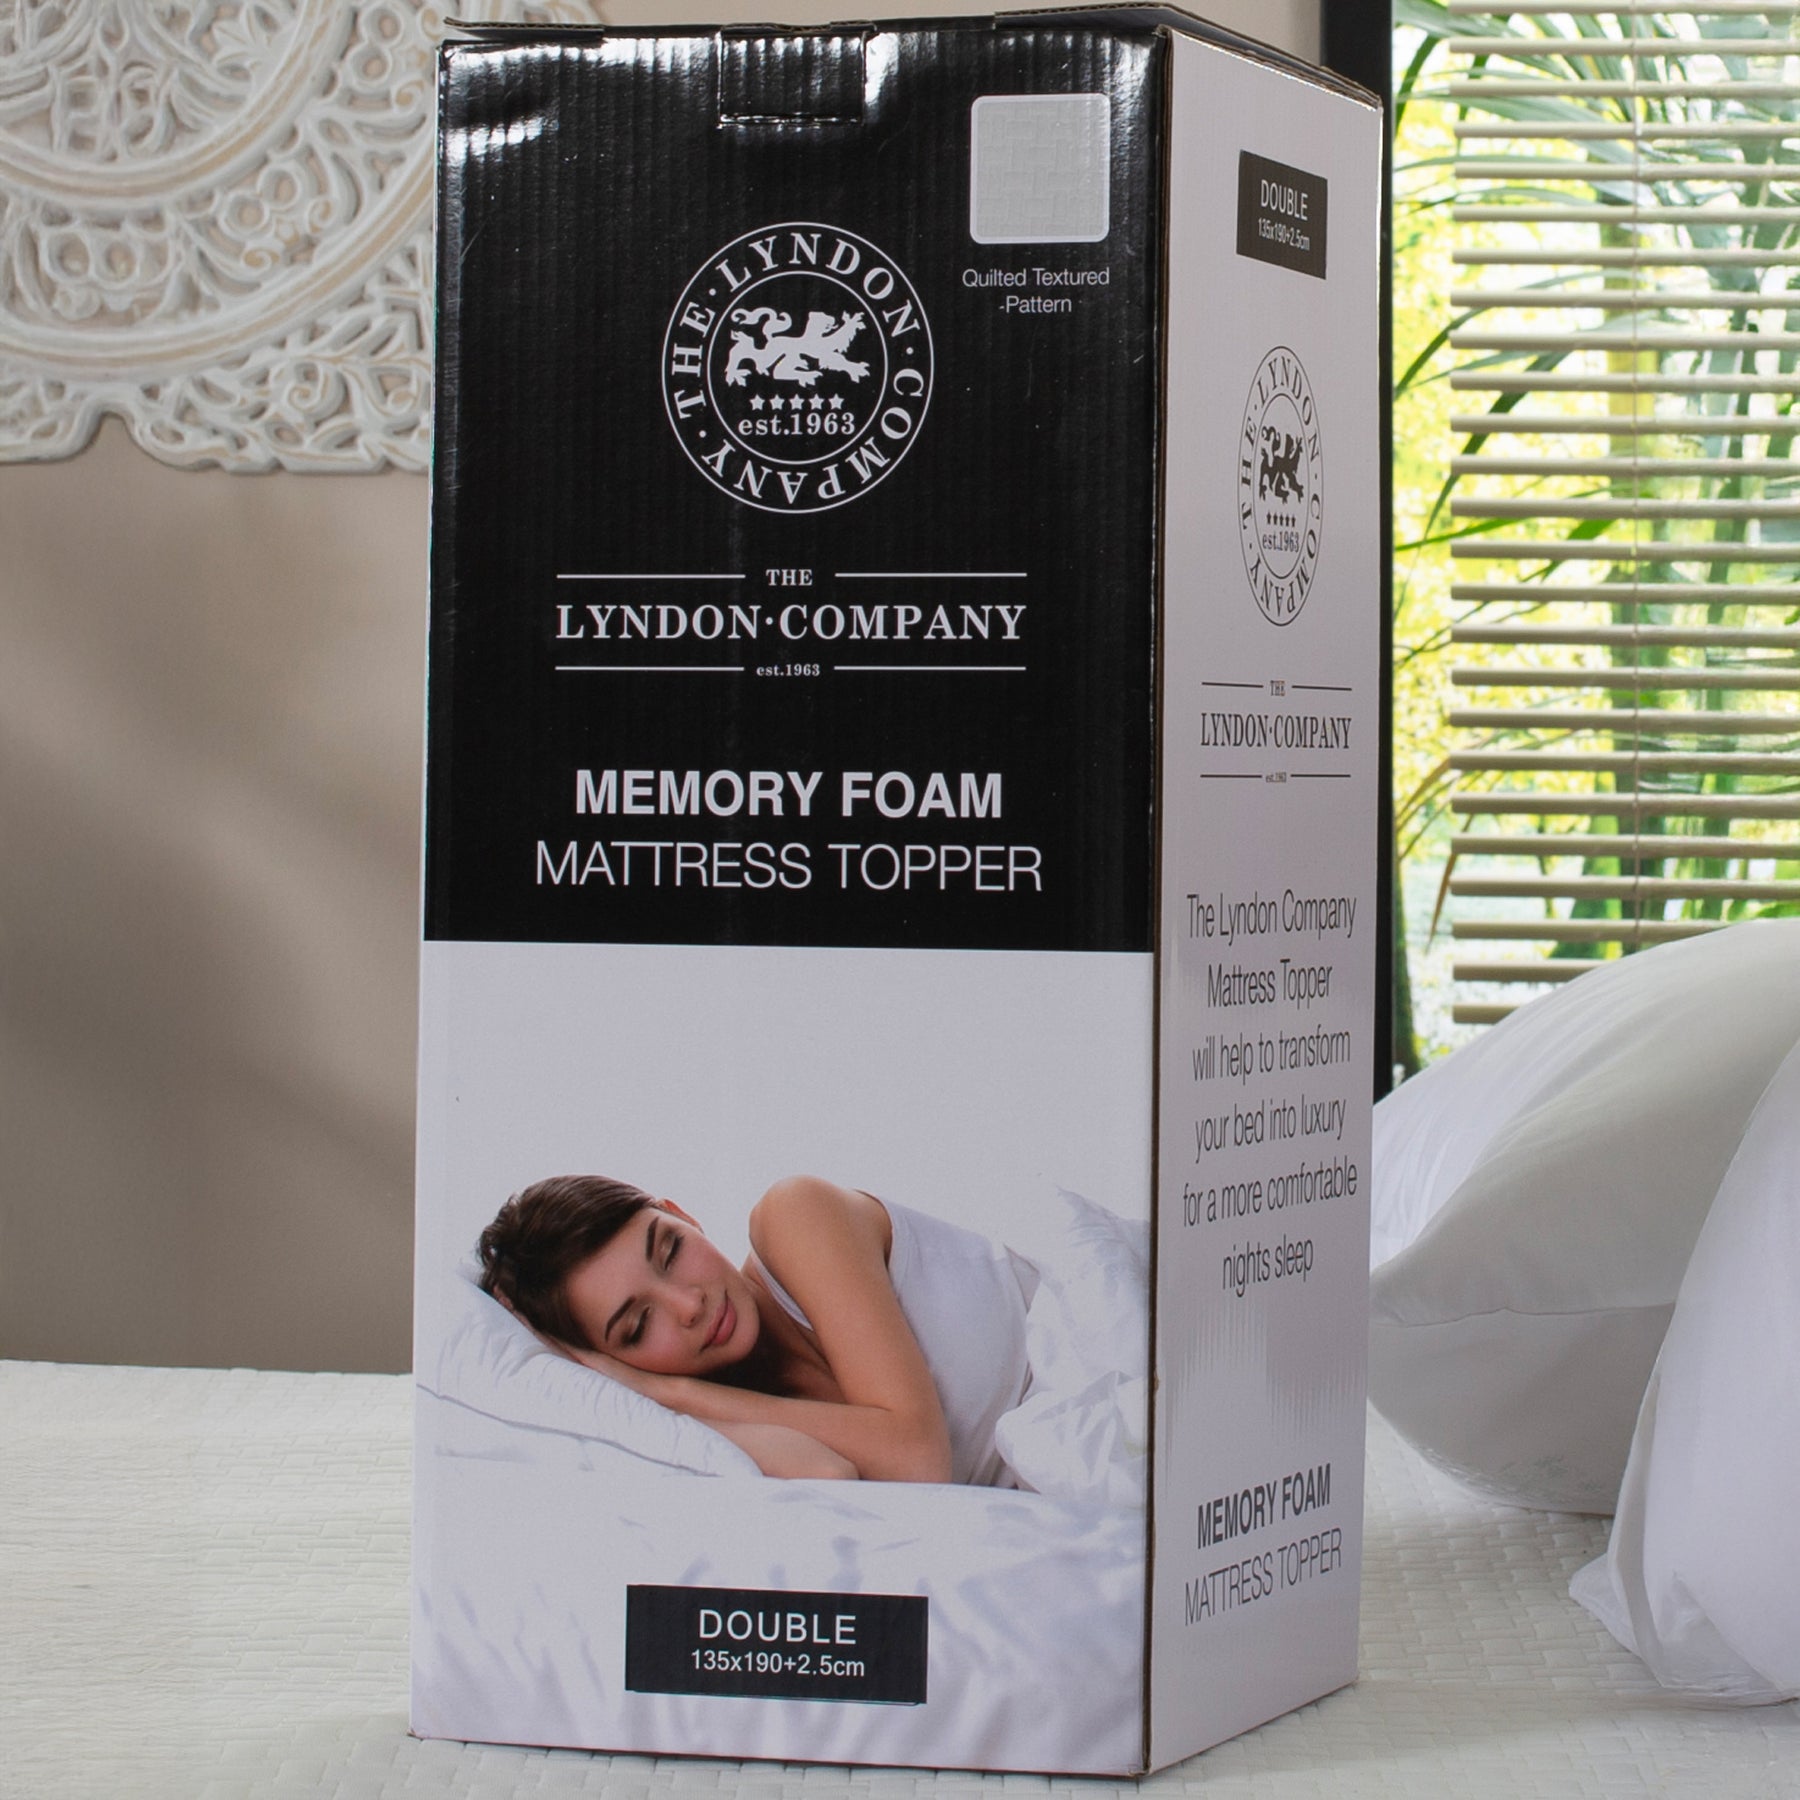 THE · LYNDON · COMPANY ·
est.1963
Quilted Textured
-Pattern
THE
LYNDON·COMPANY
est.1963
MEMORY FOAM
MATTRESS TOPPER
DOUBLE
135x190+2.5cm
DOUBLE
135x190+2.5cm
THE · LYNDON · COMPANY ·
est.1963
THE
LYNDON·COMPANY
est.1963
The Lyndon Company
Mattress Topper
will help to transform
your bed into luxury
for a more comfortable
nights sleep
MEMORY FOAM
MATTRESS TOPPER